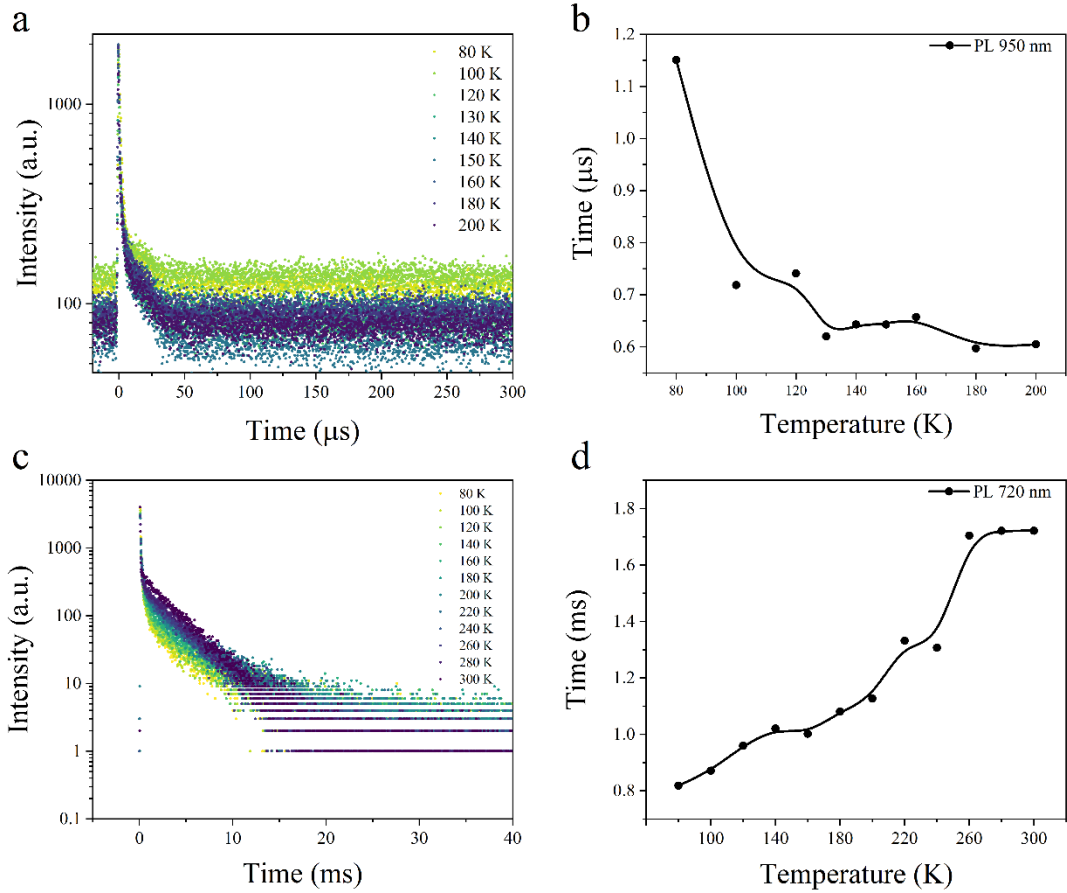 a
Intensity (a.u.)
1000
100
80 K
100 K
120 K
130 K
140 K
150 K
160 K
180 K
200 K
0 50 100 150 200 250 300
Time (μs)
b
Time (μs)
1.2
1.1
1.0
0.9
0.8
0.7
0.6
PL 950 nm
80 100 120 140 160 180 200
Temperature (K)
c
Intensity (a.u.)
10000
1000
100
10
1
0.1
80 K
100 K
120 K
140 K
160 K
180 K
200 K
220 K
240 K
260 K
280 K
300 K
0 10 20 30 40
Time (ms)
d
Time (ms)
1.8
1.6
1.4
1.2
1.0
0.8
PL 720 nm
100 140 180 220 260 300
Temperature (K)